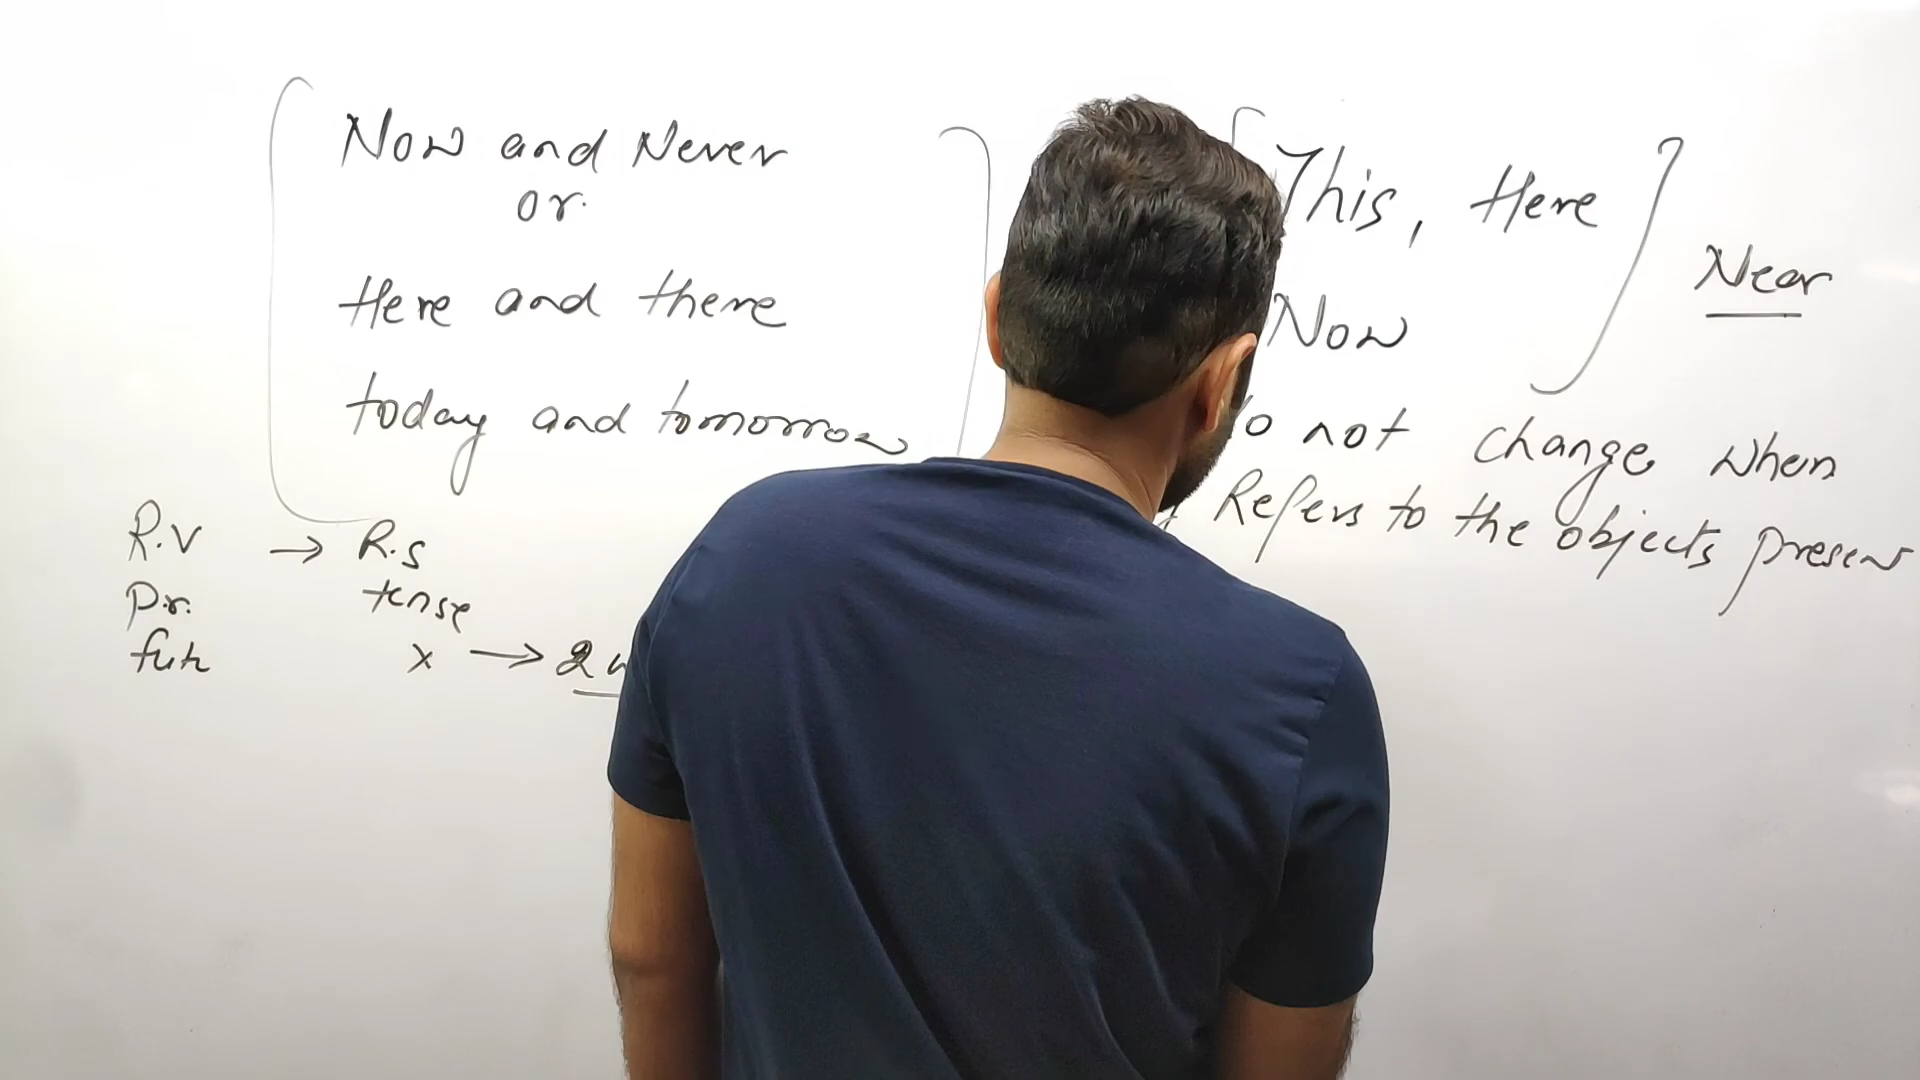 Now and Never
or
Here and there
today and tomorrow
R.V → R.S
Pr. tense
fut x → 2
This, Here
Now
Near
not change when
Refers to the objects present